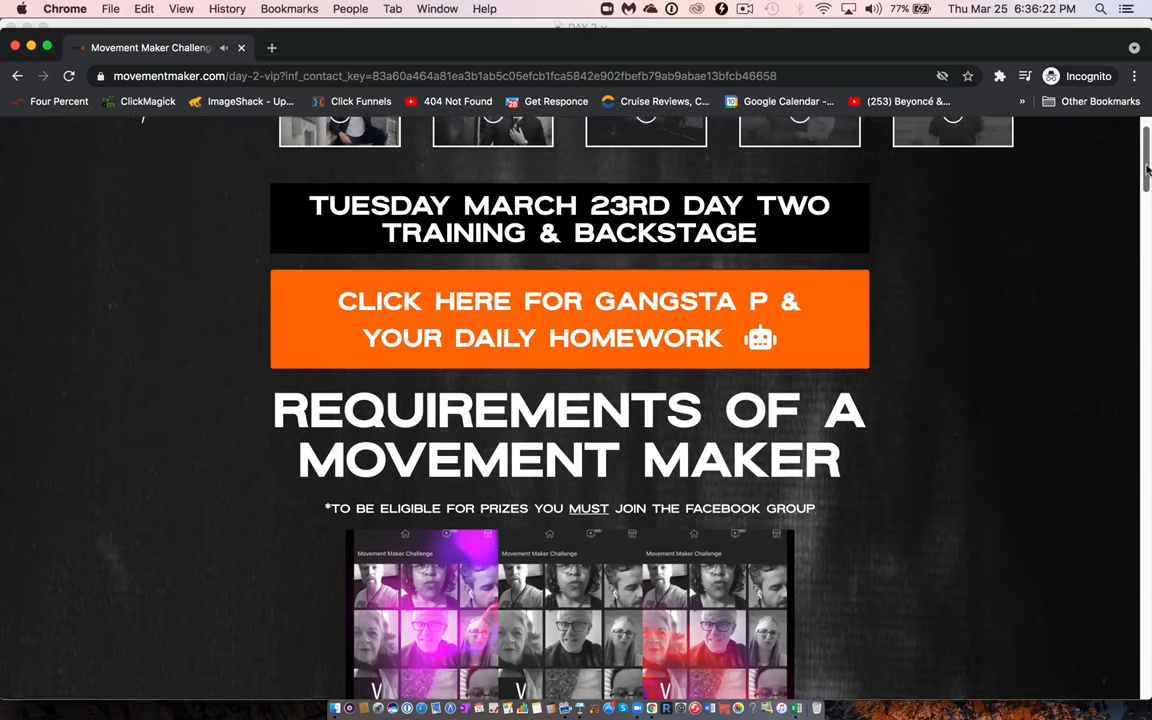 Chrome File Edit View History Bookmarks People Tab Window Help 77% Thu Mar 25 6:36:22 PM
DAY 2
Movement Maker Challeng
movementmaker.com/day-2-vip?inf_contact_key=83a60a464a81ea3b1ab5c05efcb1fca5842e902fbefb79ab9abae13bfcb46658
Incognito
Four Percent ClickMagick ImageShack - Up... Click Funnels 404 Not Found Get Responce Cruise Reviews, C... Google Calendar -... (253) Beyoncé &... » Other Bookmarks
TUESDAY MARCH 23RD DAY TWO
TRAINING & BACKSTAGE
CLICK HERE FOR GANGSTA P &
YOUR DAILY HOMEWORK
REQUIREMENTS OF A
MOVEMENT MAKER
*TO BE ELIGIBLE FOR PRIZES YOU MUST JOIN THE FACEBOOK GROUP
Movement Maker Challenge Movement Maker Challenge Movement Maker Challenge
V V V